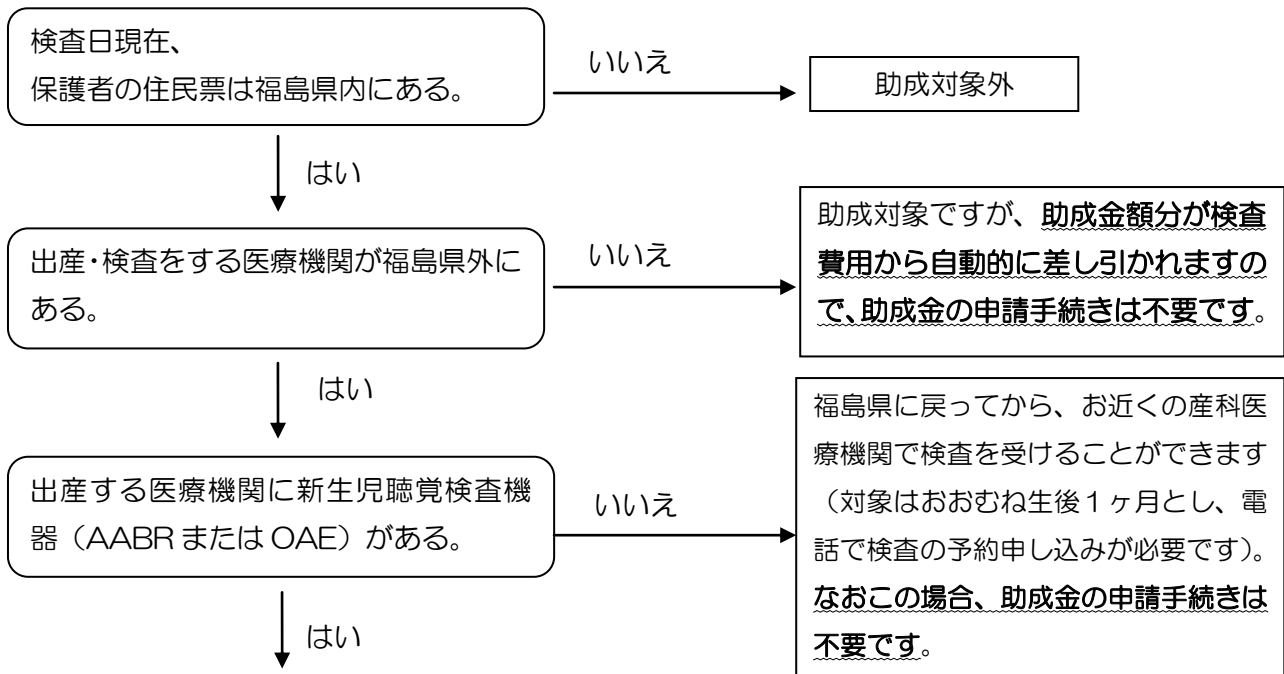 検査日現在、
保護者の住民票は福島県内にある。
いいえ
助成対象外
はい
出産・検査をする医療機関が福島県外に
ある。
いいえ
助成対象ですが、助成金額分が検査
費用から自動的に差し引かれますの
で、助成金の申請手続きは不要です。
はい
出産する医療機関に新生児聴覚検査機
器（AABR または OAE）がある。
いいえ
福島県に戻ってから、お近くの産科医
療機関で検査を受けることができます
（対象はおおむね生後１ヶ月とし、電
話で検査の予約申し込みが必要です）。
なおこの場合、助成金の申請手続きは
不要です。
はい